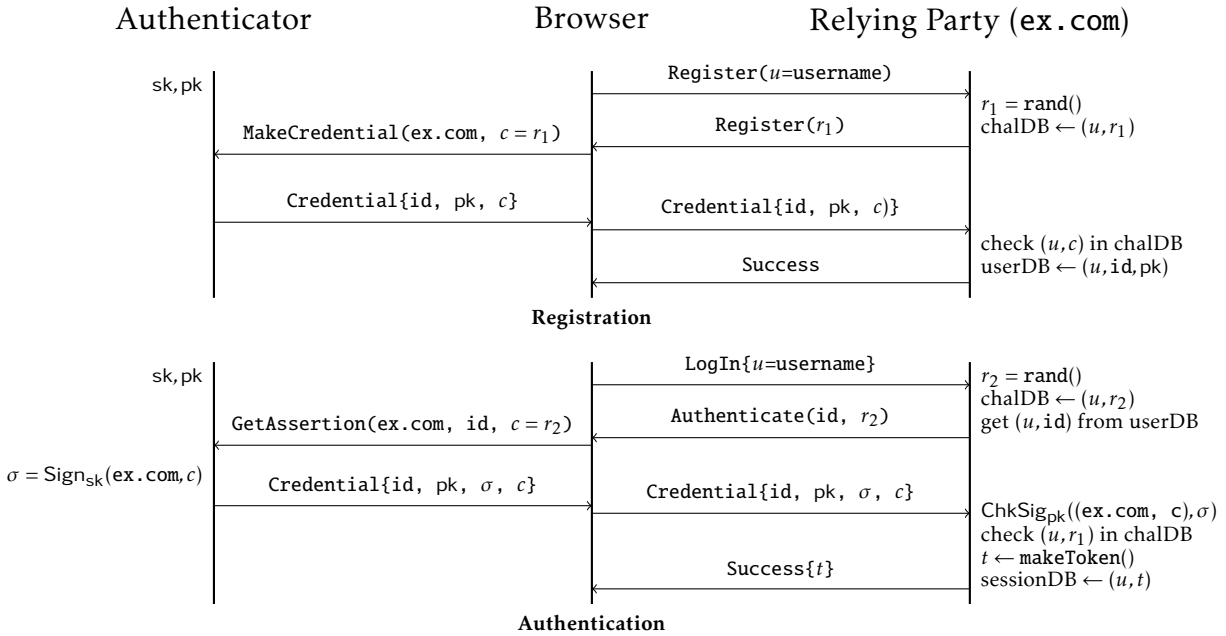 Authenticator Browser Relying Party (ex.com)
sk,pk
Register(u=username)
r₁ = rand()
chalDB ← (u,r₁)
Register(r₁)
MakeCredential(ex.com, c = r₁)
Credential{id, pk, c}
Credential{id, pk, c)}
check (u,c) in chalDB
userDB ← (u,id,pk)
Success
Registration
sk,pk
LogIn{u=username}
r₂ = rand()
chalDB ← (u,r₂)
get (u,id) from userDB
Authenticate(id, r₂)
GetAssertion(ex.com, id, c = r₂)
σ = Signₛₖ(ex.com,c)
Credential{id, pk, σ, c}
Credential{id, pk, σ, c}
ChkSig_pk((ex.com, c),σ)
check (u,r₁) in chalDB
t ← makeToken()
sessionDB ← (u,t)
Success{t}
Authentication